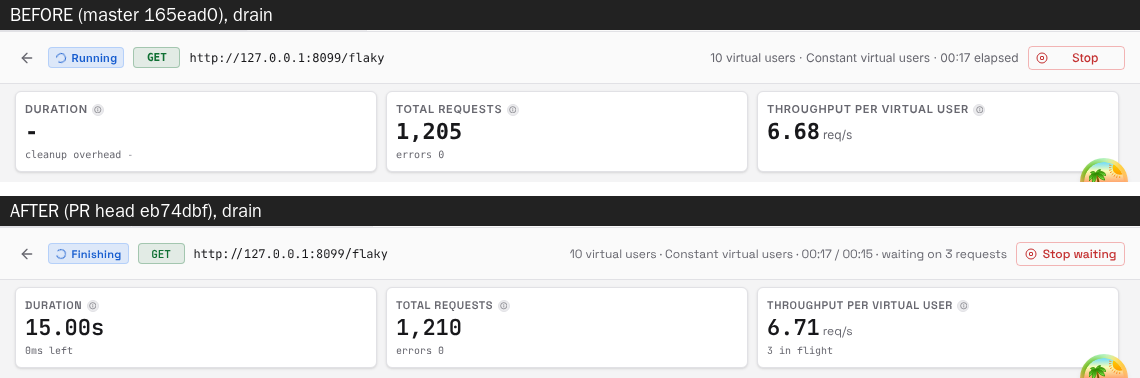 BEFORE (master 165ead0), drain
Running GET http://127.0.0.1:8099/flaky 10 virtual users · Constant virtual users · 00:17 elapsed Stop
DURATION TOTAL REQUESTS THROUGHPUT PER VIRTUAL USER
- 1,205 6.68 req/s
cleanup overhead - errors 0
AFTER (PR head eb74dbf), drain
Finishing GET http://127.0.0.1:8099/flaky 10 virtual users · Constant virtual users · 00:17 / 00:15 · waiting on 3 requests Stop waiting
DURATION TOTAL REQUESTS THROUGHPUT PER VIRTUAL USER
15.00s 1,210 6.71 req/s
0ms left errors 0 3 in flight